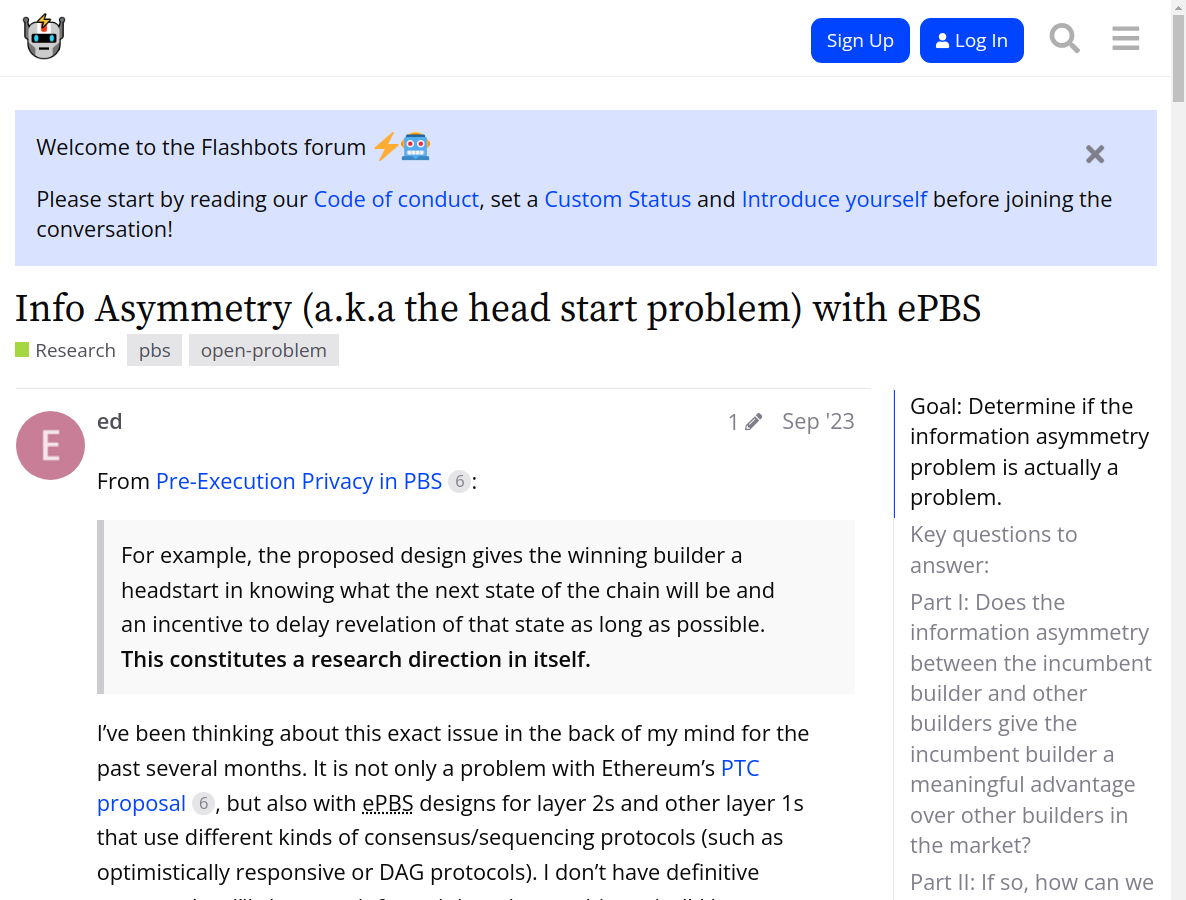 Sign Up
Log In
Welcome to the Flashbots forum
Please start by reading our Code of conduct, set a Custom Status and Introduce yourself before joining the
conversation!
Info Asymmetry (a.k.a the head start problem) with ePBS
Research pbs open-problem
E
ed
1 Sep '23
From Pre-Execution Privacy in PBS 6 :
For example, the proposed design gives the winning builder a
headstart in knowing what the next state of the chain will be and
an incentive to delay revelation of that state as long as possible.
This constitutes a research direction in itself.
I’ve been thinking about this exact issue in the back of my mind for the
past several months. It is not only a problem with Ethereum’s PTC
proposal 6 , but also with ePBS designs for layer 2s and other layer 1s
that use different kinds of consensus/sequencing protocols (such as
optimistically responsive or DAG protocols). I don’t have definitive
Goal: Determine if the
information asymmetry
problem is actually a
problem.
Key questions to
answer:
Part I: Does the
information asymmetry
between the incumbent
builder and other
builders give the
incumbent builder a
meaningful advantage
over other builders in
the market?
Part II: If so, how can we